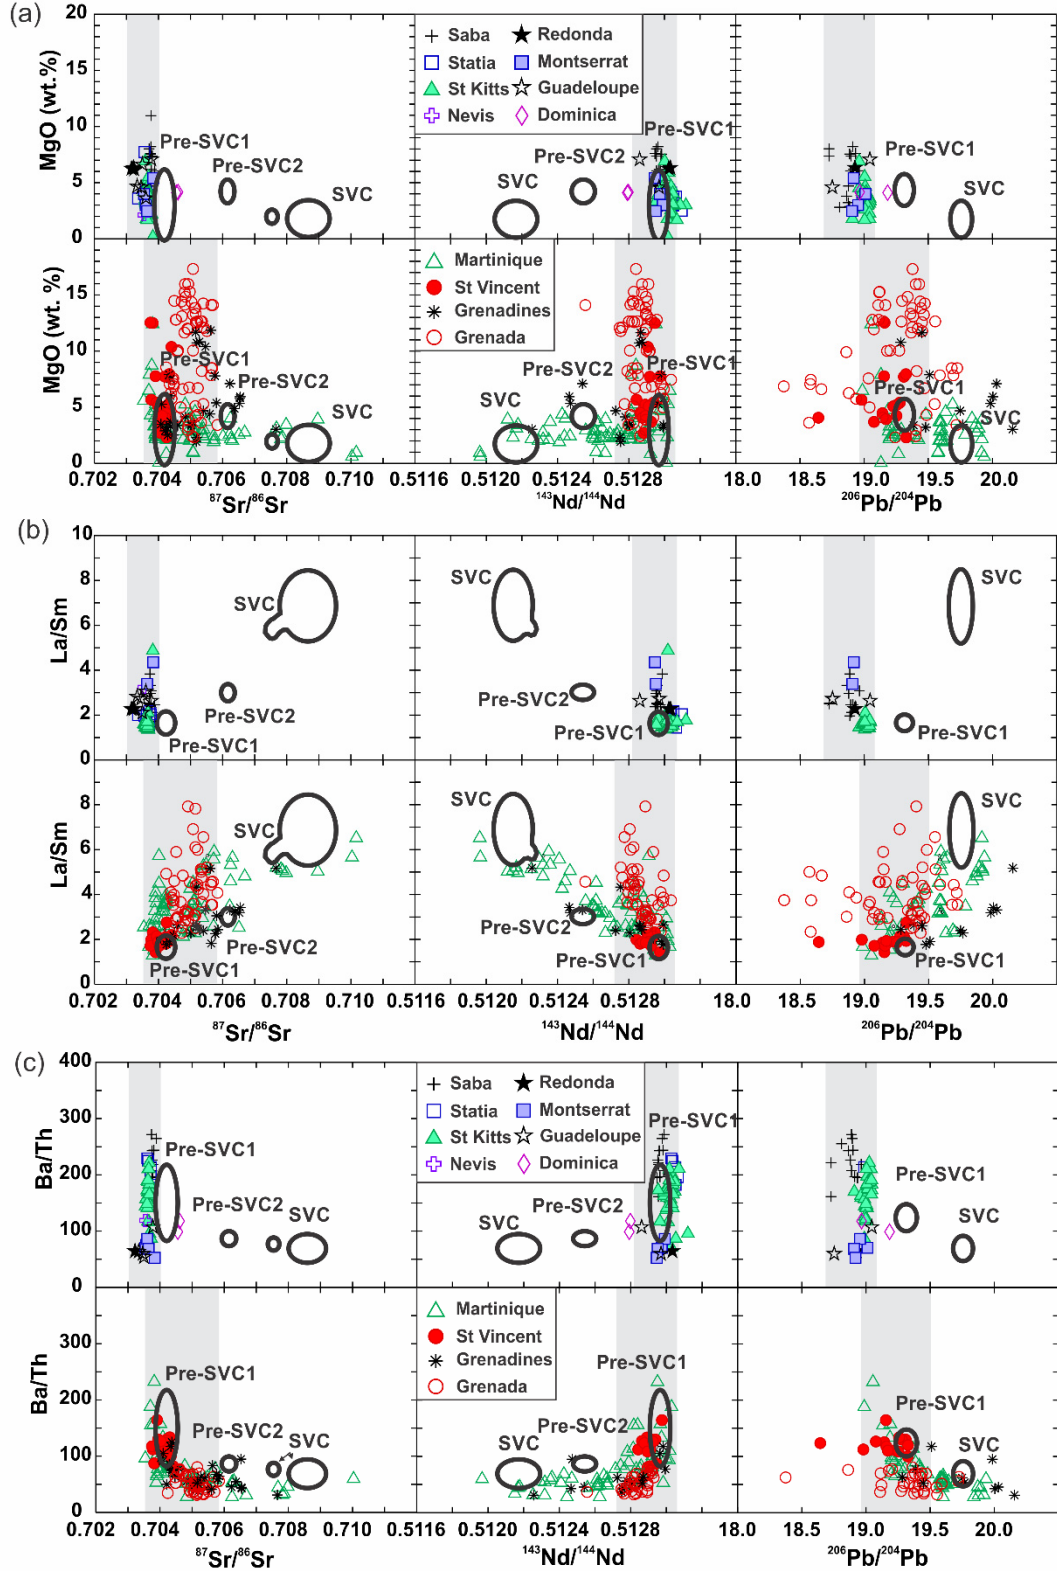 (a)
20
15
10
5
0
MgO (wt.%)
Pre-SVC1
Pre-SVC2
SVC
Saba
Redonda
Statia
Montserrat
St Kitts
Guadeloupe
Nevis
Dominica
Pre-SVC1
Pre-SVC2
SVC
Pre-SVC1
SVC
15
10
5
0
MgO (wt. %)
Pre-SVC1
Pre-SVC2
SVC
Martinique
St Vincent
Grenadines
Grenada
Pre-SVC1
Pre-SVC2
SVC
Pre-SVC1
SVC
0.702 0.704 0.706 0.708 0.710 0.5116 0.5124 0.5128 18.0 18.5 19.0 19.5 20.0
87Sr/86Sr
143Nd/144Nd
206Pb/204Pb
(b)
10
8
6
4
2
0
La/Sm
SVC
Pre-SVC2
Pre-SVC1
SVC
Pre-SVC2
Pre-SVC1
SVC
Pre-SVC1
8
6
4
2
0
La/Sm
SVC
Pre-SVC2
Pre-SVC1
SVC
Pre-SVC2
Pre-SVC1
SVC
Pre-SVC1
0.702 0.704 0.706 0.708 0.710 0.5116 0.5124 0.5128 18.0 18.5 19.0 19.5 20.0
87Sr/86Sr
143Nd/144Nd
206Pb/204Pb
(c)
400
300
200
100
0
Ba/Th
Pre-SVC1
Pre-SVC2
SVC
Saba
Redonda
Statia
Montserrat
St Kitts
Guadeloupe
Nevis
Dominica
Pre-SVC1
Pre-SVC2
SVC
Pre-SVC1
SVC
300
200
100
0
Ba/Th
Pre-SVC1
Pre-SVC2
SVC
Martinique
St Vincent
Grenadines
Grenada
Pre-SVC1
Pre-SVC2
SVC
Pre-SVC1
SVC
0.702 0.704 0.706 0.708 0.710 0.5116 0.5124 0.5128 18.0 18.5 19.0 19.5 20.0
87Sr/86Sr
143Nd/144Nd
206Pb/204Pb